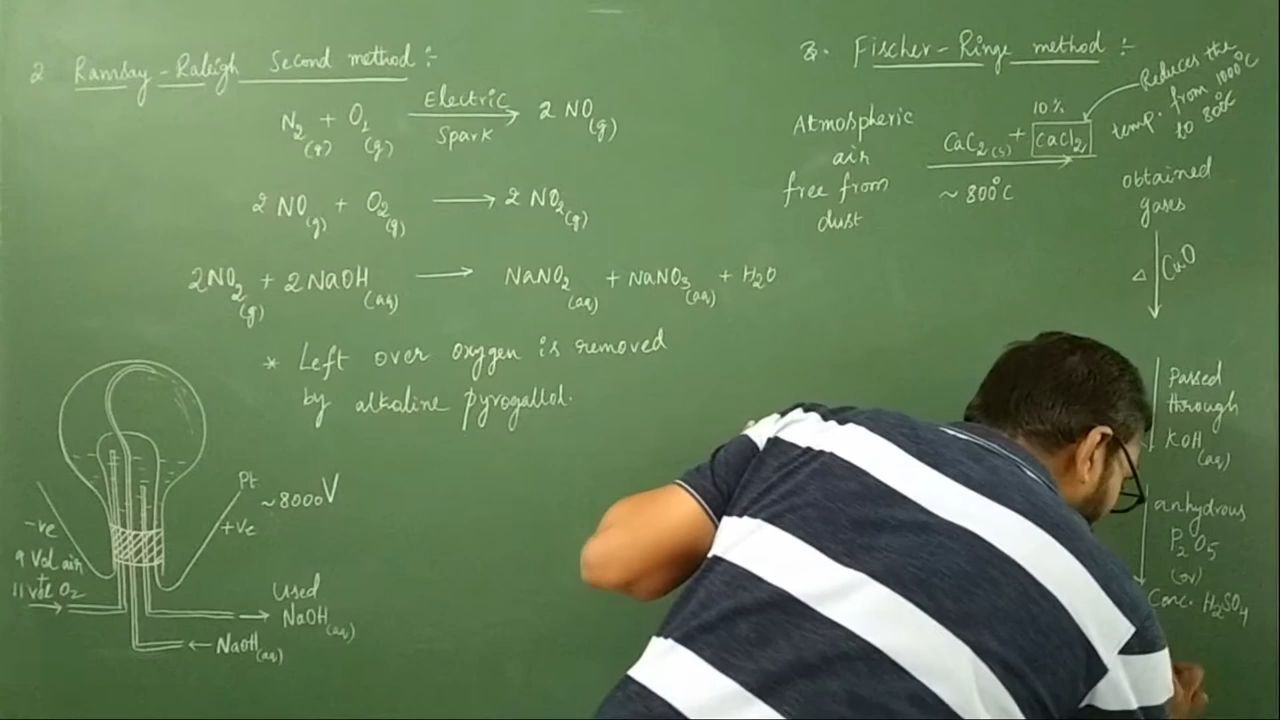 2 Ramsay-Raleigh Second method :-
N₂(g) + O₂(g) Electric Spark → 2 NO(g)
2 NO(g) + O₂(g) → 2 NO₂(g)
2NO₂(g) + 2 NaOH(aq) → NaNO₂(aq) + NaNO₃(aq) + H₂O
* Left over oxygen is removed
by alkaline pyrogallol.
Pt
~8000V
-ve
+ve
9 Vol air
+
11 vol O₂
Used
NaOH(aq)
← NaOH(aq)
3. Fischer-Ringe method :-
Reduces the
temp. from 1000°C
to 800°C
Atmospheric
air
free from
dust
10%
CaC₂(s) + CaCl₂
~ 800°C
obtained
gases
Δ CuO
Passed
through
KOH(aq)
anhydrous
P₂O₅
(or)
Conc. H₂SO₄